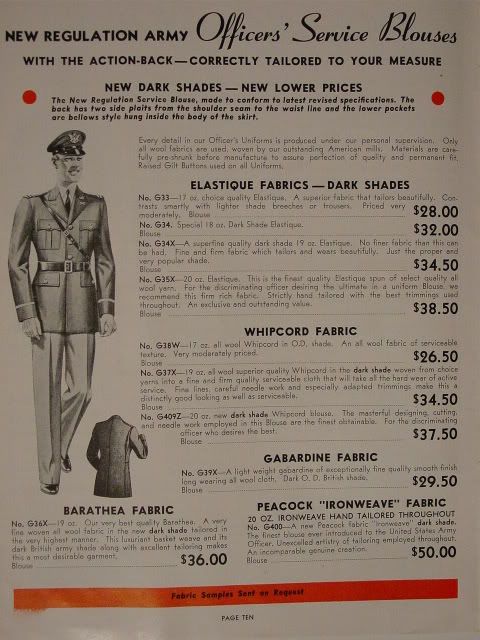 NEW REGULATION ARMY Officers' Service Blouses
WITH THE ACTION-BACK—CORRECTLY TAILORED TO YOUR MEASURE
NEW DARK SHADES—NEW LOWER PRICES
The New Regulation Service Blouse, made to conform to latest revised specifications. The
back has two side plaits from the shoulder seam to the waist line and the lower pockets
are bellows style hung inside the body of the skirt.
Every detail in our Officer's Uniforms is produced under our personal supervision. Only
all wool fabrics are used, woven by our outstanding American mills. Materials are care-
fully pre-shrunk before manufacture to assure perfection of quality and permanent fit.
Raised Gilt Buttons used on all Uniforms.
ELASTIQUE FABRICS—DARK SHADES
No. G33—17 oz. choice quality Elastique. A superior fabric that tailors beautifully. Con-
trasts smartly with lighter shade breeches or trousers. Priced very
moderately. Blouse $28.00
No. G34. Special 18 oz. Dark Shade Elastique.
Blouse $32.00
No. G34X—A superfine quality dark shade 19 oz. Elastique. No finer fabric than this can
be had. Fine and firm fabric which tailors and wears beautifully. Just the proper and
very popular shade.
Blouse $34.50
No. G35X—20 oz. Elastique. This is the finest quality Elastique spun of select quality all
wool yarn. For the discriminating officer desiring the ultimate in a uniform Blouse, we
recommend this firm rich fabric. Strictly hand tailored with the best trimmings used
throughout. An exclusive and outstanding value.
Blouse $38.50
WHIPCORD FABRIC
No. G38W—17 oz. all wool Whipcord in O.D. shade. An all wool fabric of serviceable
texture. Very moderately priced.
Blouse $26.50
No. G37X—19 oz. all wool superior quality Whipcord in the dark shade woven from choice
yarns into a fine and firm quality serviceable cloth that will take all the hard wear of active
service. Fine lines, careful needle work and especially adapted trimmings make this a
distinctly good looking as well as serviceable.
Blouse $34.50
No. G409Z—20 oz. new dark shade Whipcord blouse. The masterful designing, cutting,
and needle work employed in this Blouse are the finest obtainable. For the discriminating
officer who desires the best.
Blouse $37.50
GABARDINE FABRIC
No. G39X—A light weight gabardine of exceptionally fine quality smooth finish
long wearing all wool cloth. Dark O. D. British shade.
Blouse $29.50
BARATHEA FABRIC
No. G36X—19 oz. Our very best quality Barathea. A very
fine woven all wool fabric in the new dark shade tailored in
the very highest manner. This luxuriant basket weave and its
dark British army shade along with excellent tailoring makes
this a most desirable garment.
Blouse $36.00
PEACOCK "IRONWEAVE" FABRIC
20 OZ. IRONWEAVE HAND TAILORED THROUGHOUT
No. G400—A new Peacock fabric "Ironweave" dark shade.
The finest blouse ever introduced to the United States Army
Officer. Unexcelled artistry of tailoring employed throughout.
An incomparable genuine creation.
Blouse $50.00
Fabric Samples Sent on Request
PAGE TEN